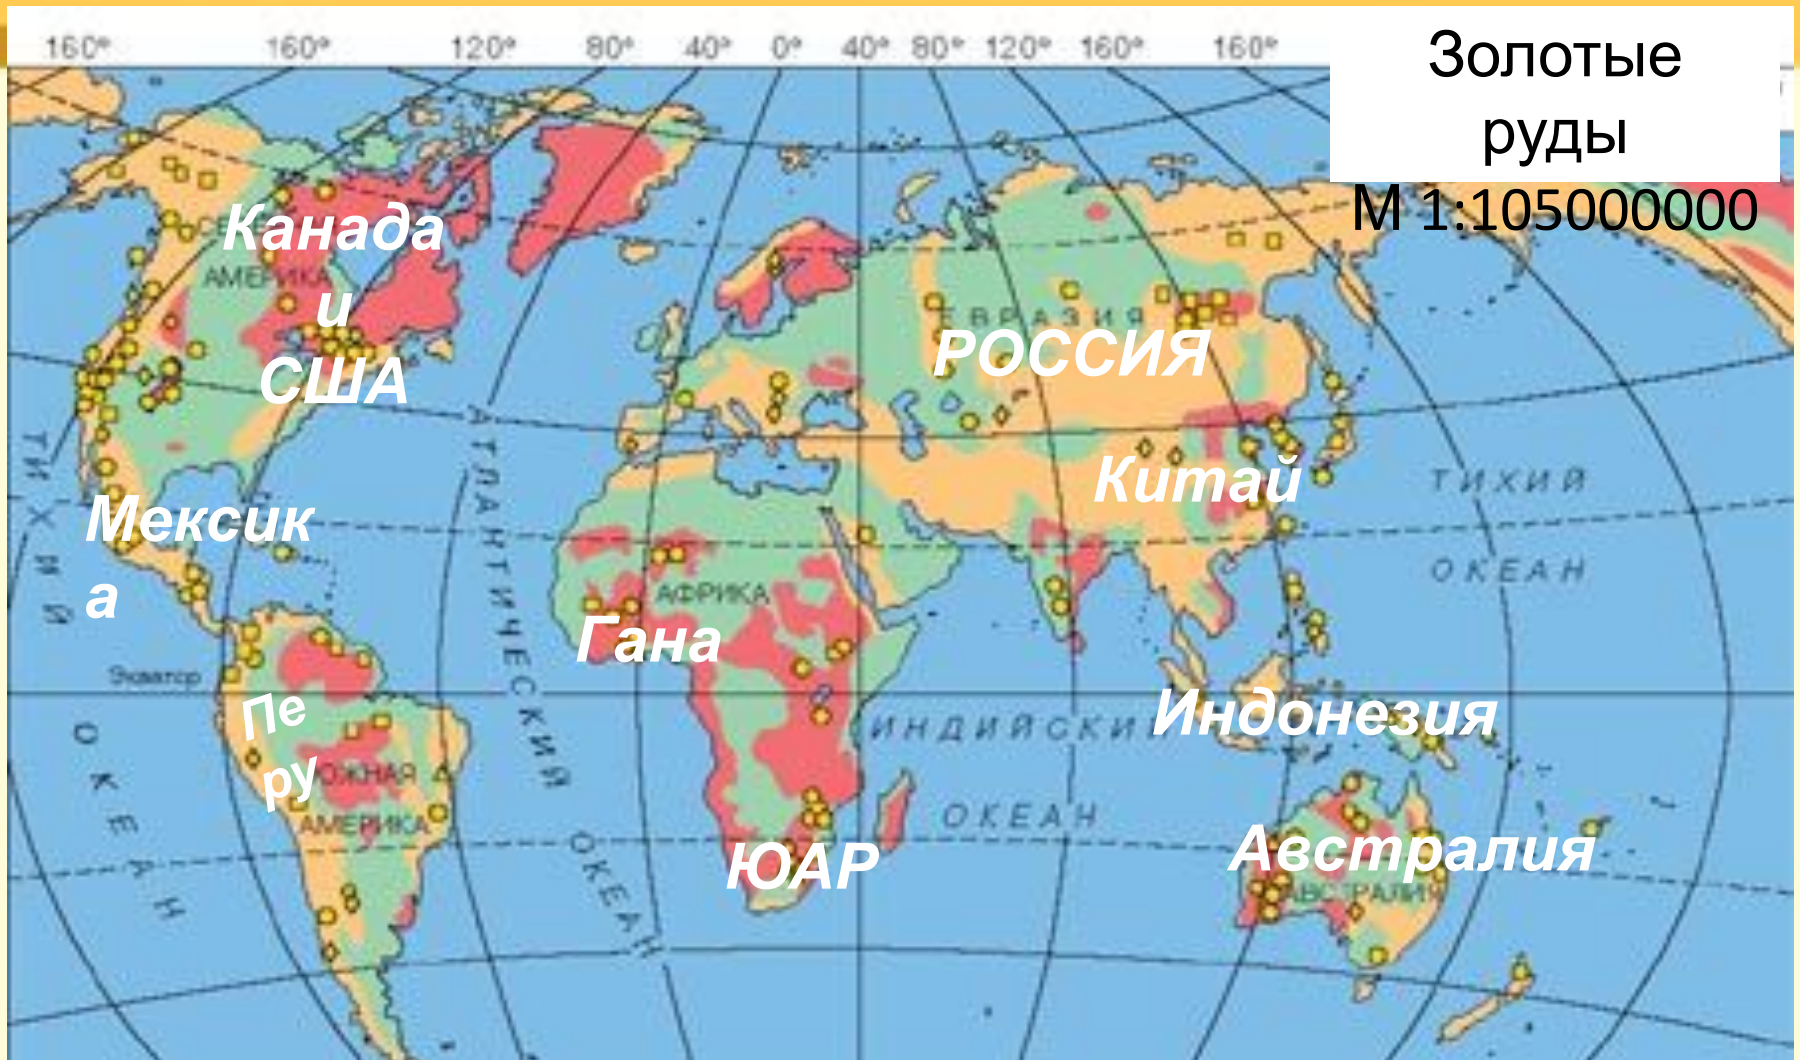 160° 160° 120° 80° 40° 0° 40° 80° 120° 160° 160°
Золотые
руды
М 1:105000000
Канада
и
США
АМЕРИКА
ЕВРАЗИЯ
РОССИЯ
Китай
ТИХИЙ
ОКЕАН
ТИХИЙ
ОКЕАН
Мексик
а
АТЛАНТИЧЕСКИЙ
ОКЕАН
АФРИКА
Гана
Экватор
Пе
ру
ЮЖНАЯ
АМЕРИКА
ИНДИЙСКИЙ
ОКЕАН
Индонезия
ЮАР
Австралия
АВСТРАЛИЯ